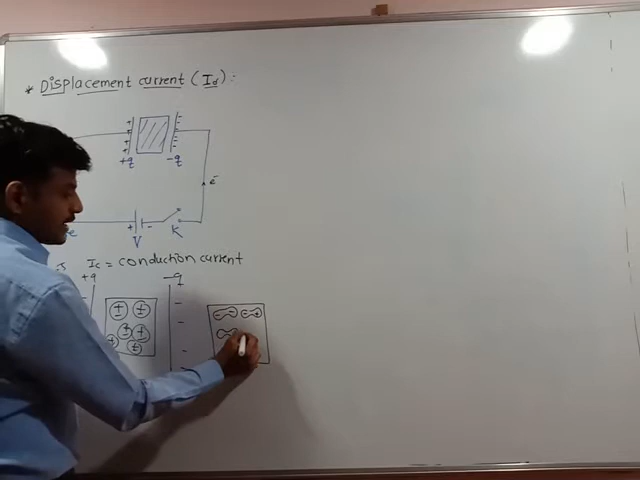 * Displacement current (Id):
+q -q
e-
+ -
V K
e
Ic = conduction current
+q -q